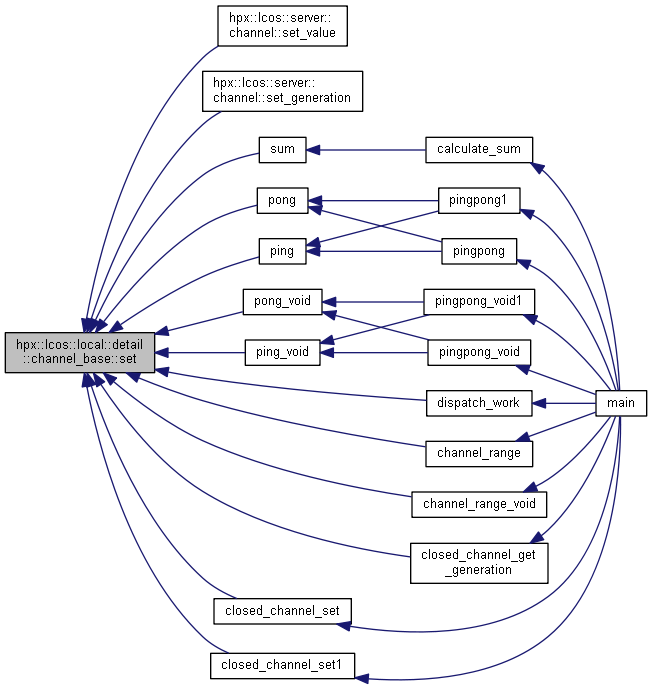 hpx::lcos::server::
channel::set_value
hpx::lcos::server::
channel::set_generation
sum
calculate_sum
pong
pingpong1
ping
pingpong
pong_void
pingpong_void1
hpx::lcos::local::detail
::channel_base::set
ping_void
pingpong_void
dispatch_work
main
channel_range
channel_range_void
closed_channel_get
_generation
closed_channel_set
closed_channel_set1